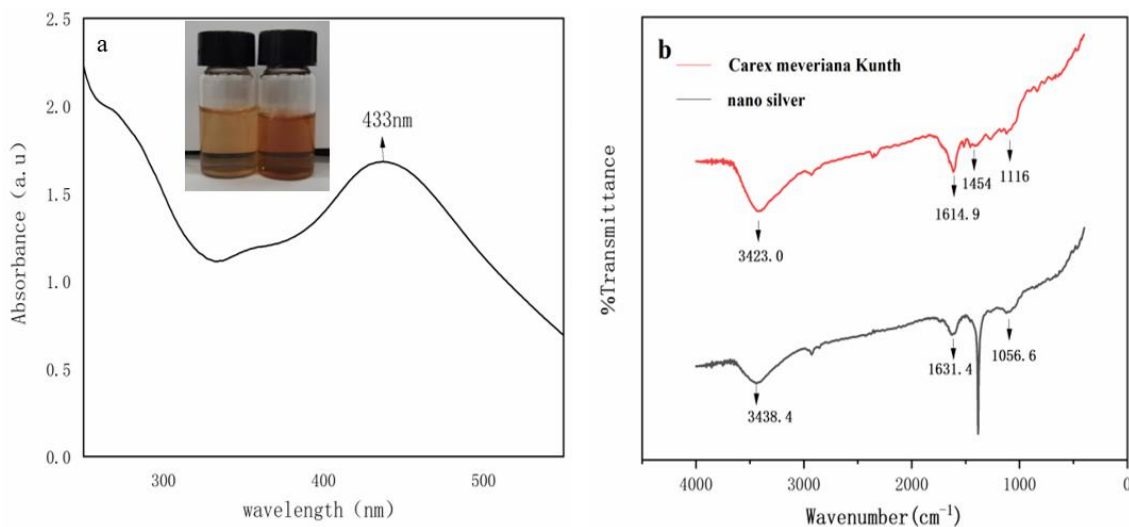 a
2.5
2.0
1.5
1.0
0.5
0.0
Absorbance (a.u)
433nm
300
400
500
wavelength (nm)
b
Carex meveriana Kunth
nano silver
1454
1116
1614.9
3423.0
1631.4
1056.6
3438.4
%Transmittance
4000
3000
2000
1000
0
Wavenumber(cm⁻¹)